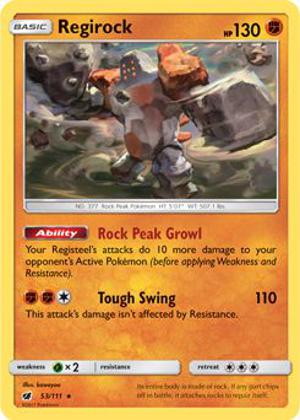 BASIC Regirock HP 130
NO. 377 Rock Peak Pokémon HT: 5'07" WT: 507.1 lbs.
Ability Rock Peak Growl
Your Registeel's attacks do 10 more damage to your
opponent's Active Pokémon (before applying Weakness and
Resistance).
Tough Swing 110
This attack's damage isn't affected by Resistance.
weakness ×2 resistance retreat
Illus. kawayoo
53/111 ★
©2017 Pokémon
Its entire body is made of rock. If any part chips
off in battle, it attaches rocks to repair itself.